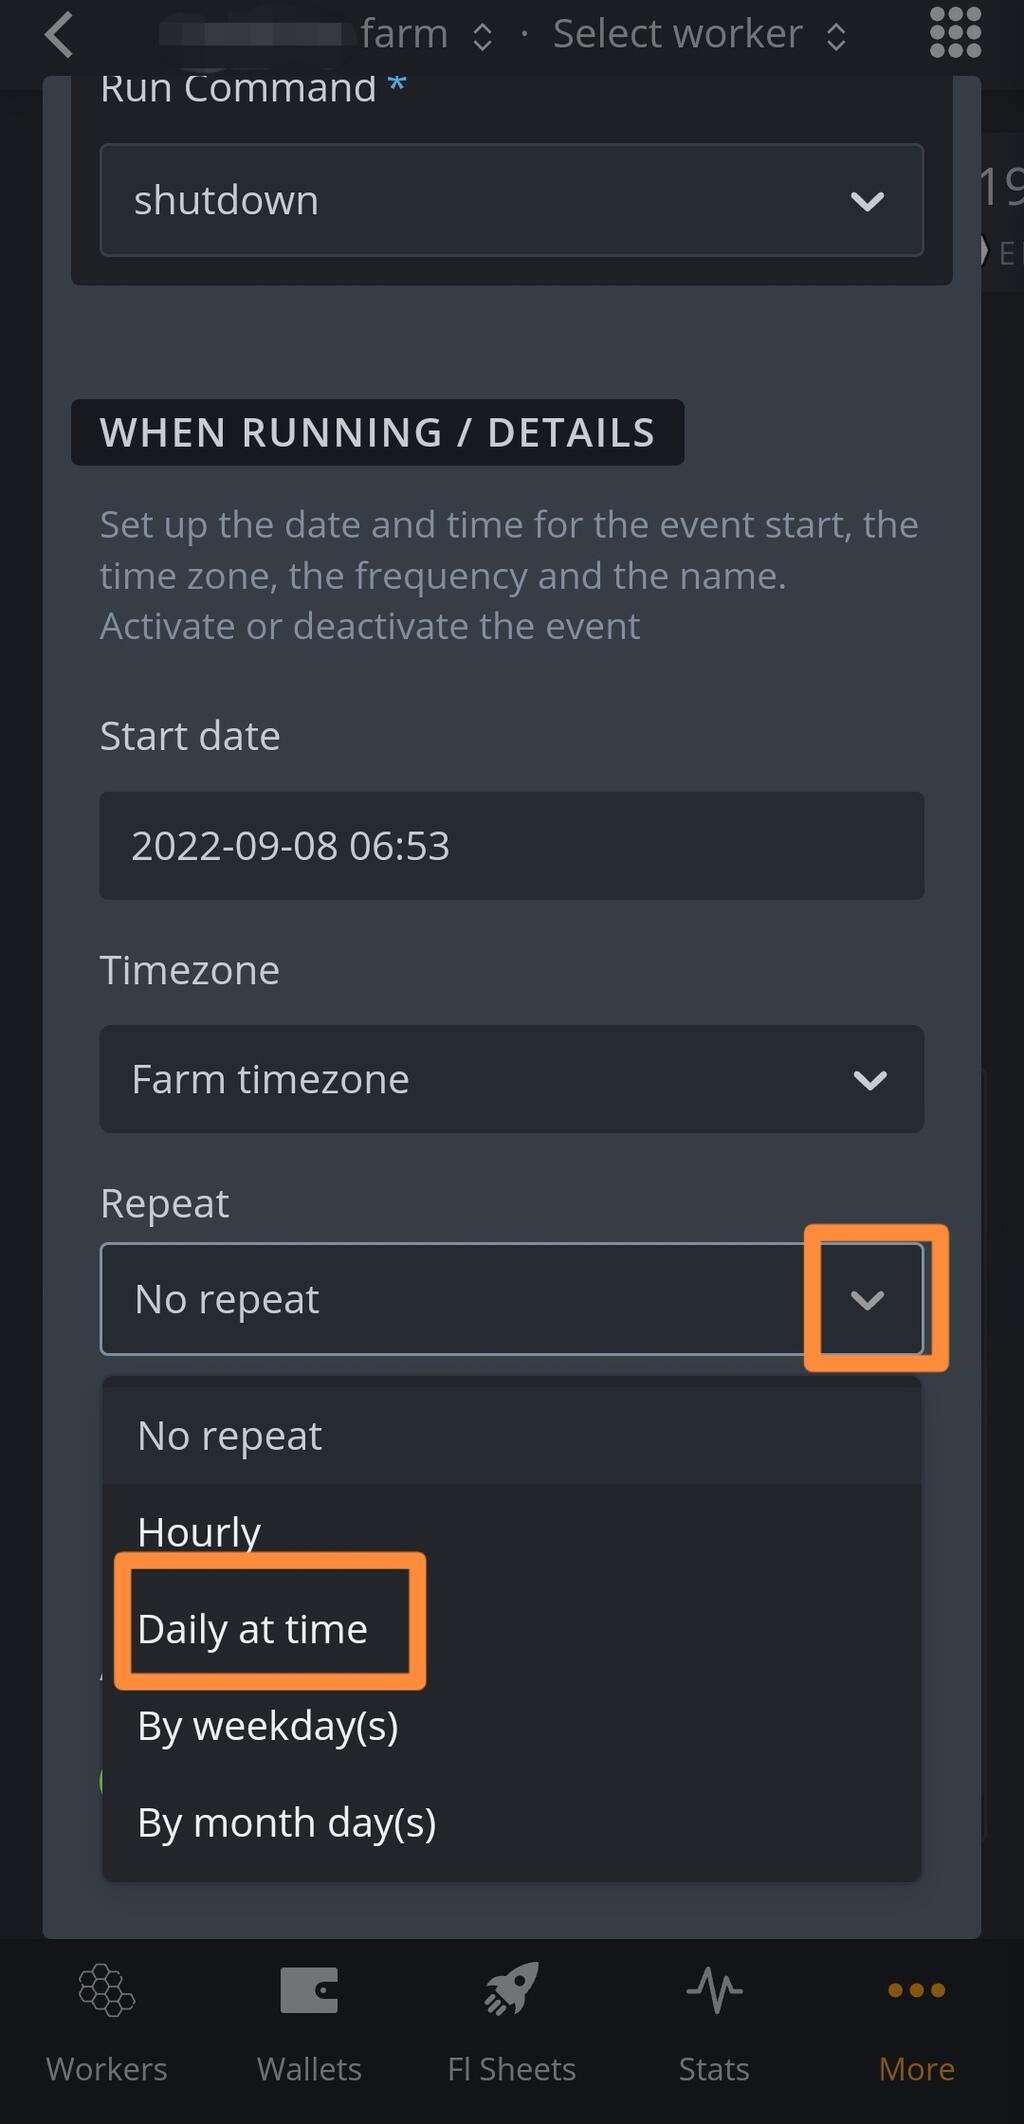 farm · Select worker
Run Command *
shutdown
19
WHEN RUNNING / DETAILS
Set up the date and time for the event start, the
time zone, the frequency and the name.
Activate or deactivate the event
Start date
2022-09-08 06:53
Timezone
Farm timezone
Repeat
No repeat
No repeat
Hourly
Daily at time
By weekday(s)
By month day(s)
Workers
Wallets
Fl Sheets
Stats
More